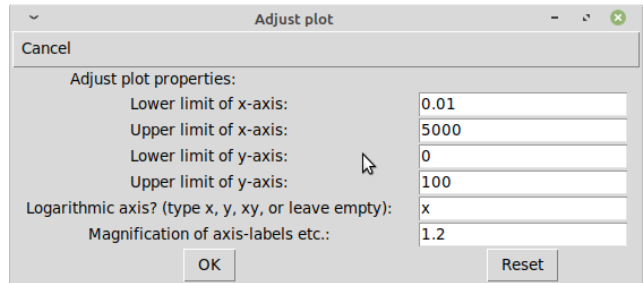 Adjust plot
Cancel
Adjust plot properties:
Lower limit of x-axis: 0.01
Upper limit of x-axis: 5000
Lower limit of y-axis: 0
Upper limit of y-axis: 100
Logarithmic axis? (type x, y, xy, or leave empty): x
Magnification of axis-labels etc.: 1.2
OK Reset